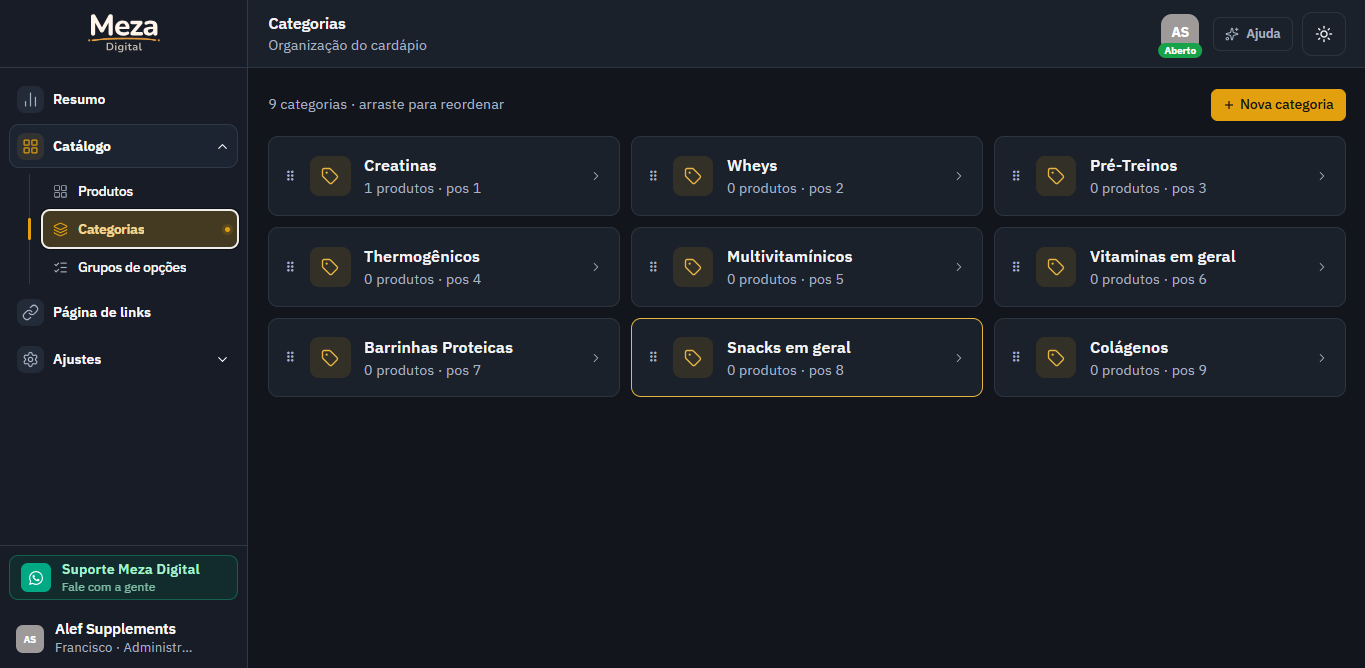 Meza
Digital
Categorias
Organização do cardápio
AS
Aberto
Ajuda
Resumo
Catálogo
Produtos
Categorias
Grupos de opções
Página de links
Ajustes
9 categorias · arraste para reordenar
+ Nova categoria
Creatinas
1 produtos · pos 1
Wheys
0 produtos · pos 2
Pré-Treinos
0 produtos · pos 3
Thermogênicos
0 produtos · pos 4
Multivitamínicos
0 produtos · pos 5
Vitaminas em geral
0 produtos · pos 6
Barrinhas Proteicas
0 produtos · pos 7
Snacks em geral
0 produtos · pos 8
Colágenos
0 produtos · pos 9
Suporte Meza Digital
Fale com a gente
AS
Alef Supplements
Francisco · Administr...